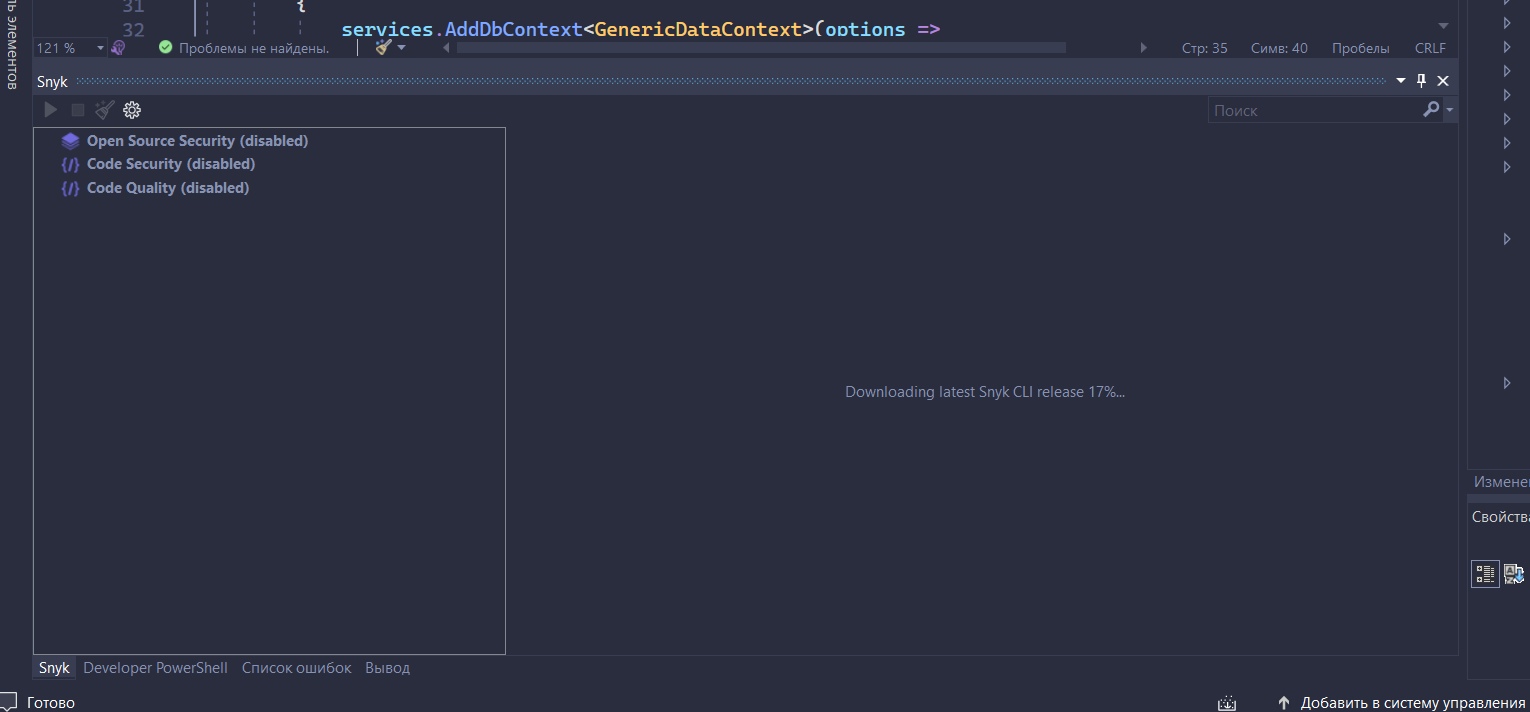 ль элементов
31 {
32 services.AddDbContext<GenericDataContext>(options =>
121 % Проблемы не найдены. Стр: 35 Симв: 40 Пробелы CRLF
Snyk
Поиск
Open Source Security (disabled)
{/} Code Security (disabled)
{/} Code Quality (disabled)
Downloading latest Snyk CLI release 17%...
Измене
Свойства
Snyk Developer PowerShell Список ошибок Вывод
Готово Добавить в систему управления